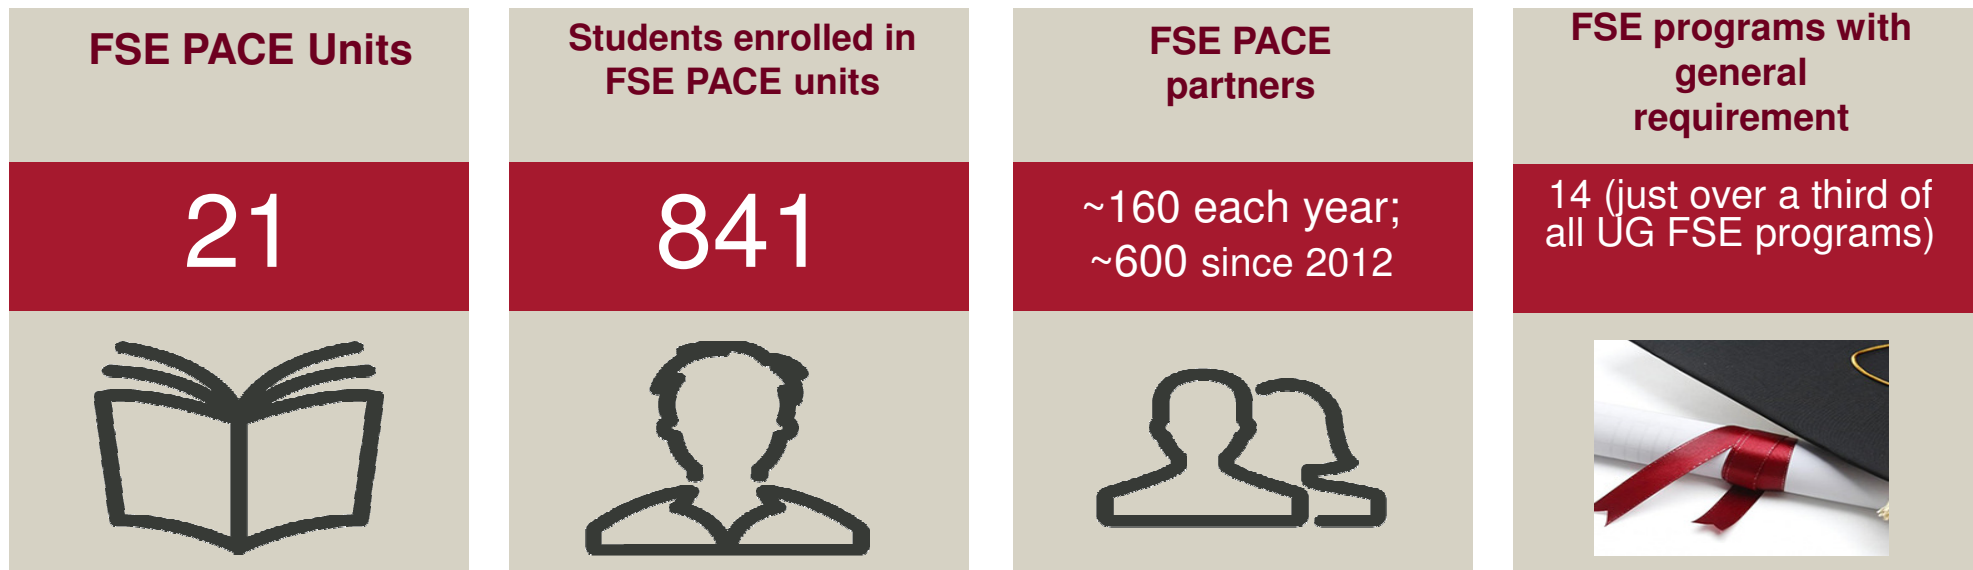 FSE PACE Units
21
Students enrolled in
FSE PACE units
841
FSE PACE
partners
~160 each year;
~600 since 2012
FSE programs with
general
requirement
14 (just over a third of
all UG FSE programs)